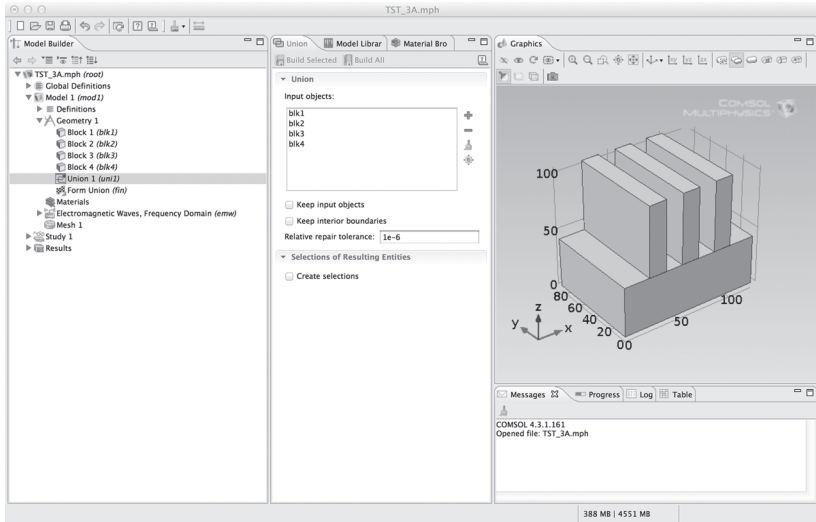 TST_3A.mph
Model Builder
TST_3A.mph (root)
Global Definitions
Model 1 (mod1)
Definitions
Geometry 1
Block 1 (blk1)
Block 2 (blk2)
Block 3 (blk3)
Block 4 (blk4)
Union 1 (uni1)
Form Union (fin)
Materials
Electromagnetic Waves, Frequency Domain (emw)
Mesh 1
Study 1
Results
Union
Model Librar
Material Bro
Build Selected
Build All
Union
Input objects:
blk1
blk2
blk3
blk4
Keep input objects
Keep interior boundaries
Relative repair tolerance: 1e-6
Selections of Resulting Entities
Create selections
Graphics
COMSOL
MULTIPHYSICS
100
50
0
80
60
40
20
0
0
50
100
z
y
x
Messages
Progress
Log
Table
COMSOL 4.3.1.161
Opened file: TST_3A.mph
388 MB | 4551 MB